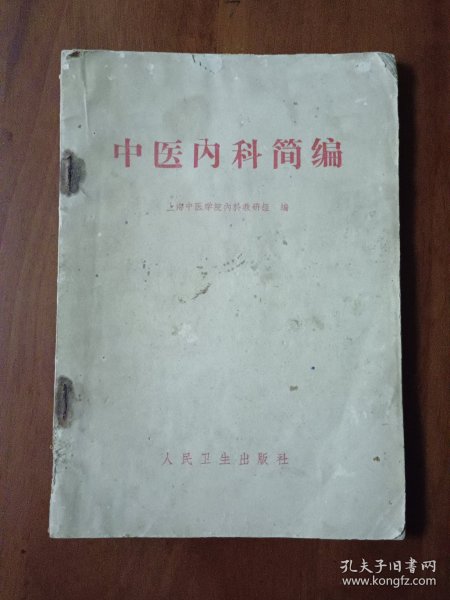 中医内科简编
上海中医学院内科教研组 编
人民卫生出版社
孔夫子旧书网
www.kongfz.com